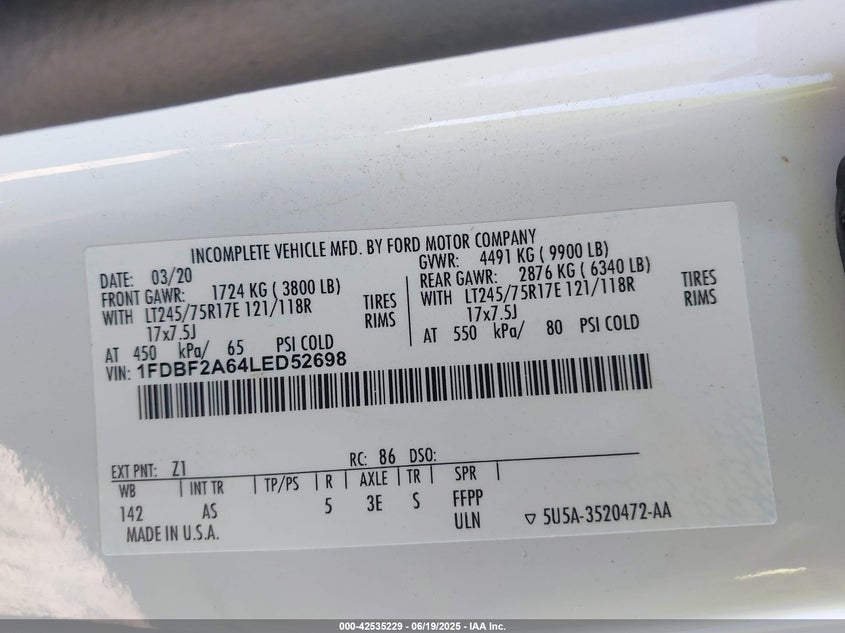 INCOMPLETE VEHICLE MFD. BY FORD MOTOR COMPANY
DATE: 03/20
GVWR: 4491 KG ( 9900 LB)
FRONT GAWR: 1724 KG ( 3800 LB)
REAR GAWR: 2876 KG ( 6340 LB)
WITH LT245/75R17E 121/118R TIRES
WITH LT245/75R17E 121/118R TIRES
17x7.5J RIMS
17x7.5J RIMS
AT 450 kPa/ 65 PSI COLD
AT 550 kPa/ 80 PSI COLD
VIN: 1FDBF2A64LED52698
EXT PNT: Z1 RC: 86 DSO:
WB INT TR TP/PS R AXLE TR SPR
142 AS 5 3E S FFPP
ULN
MADE IN U.S.A.
▽ 5U5A-3520472-AA
000-42535229 - 06/19/2025 - IAA Inc.